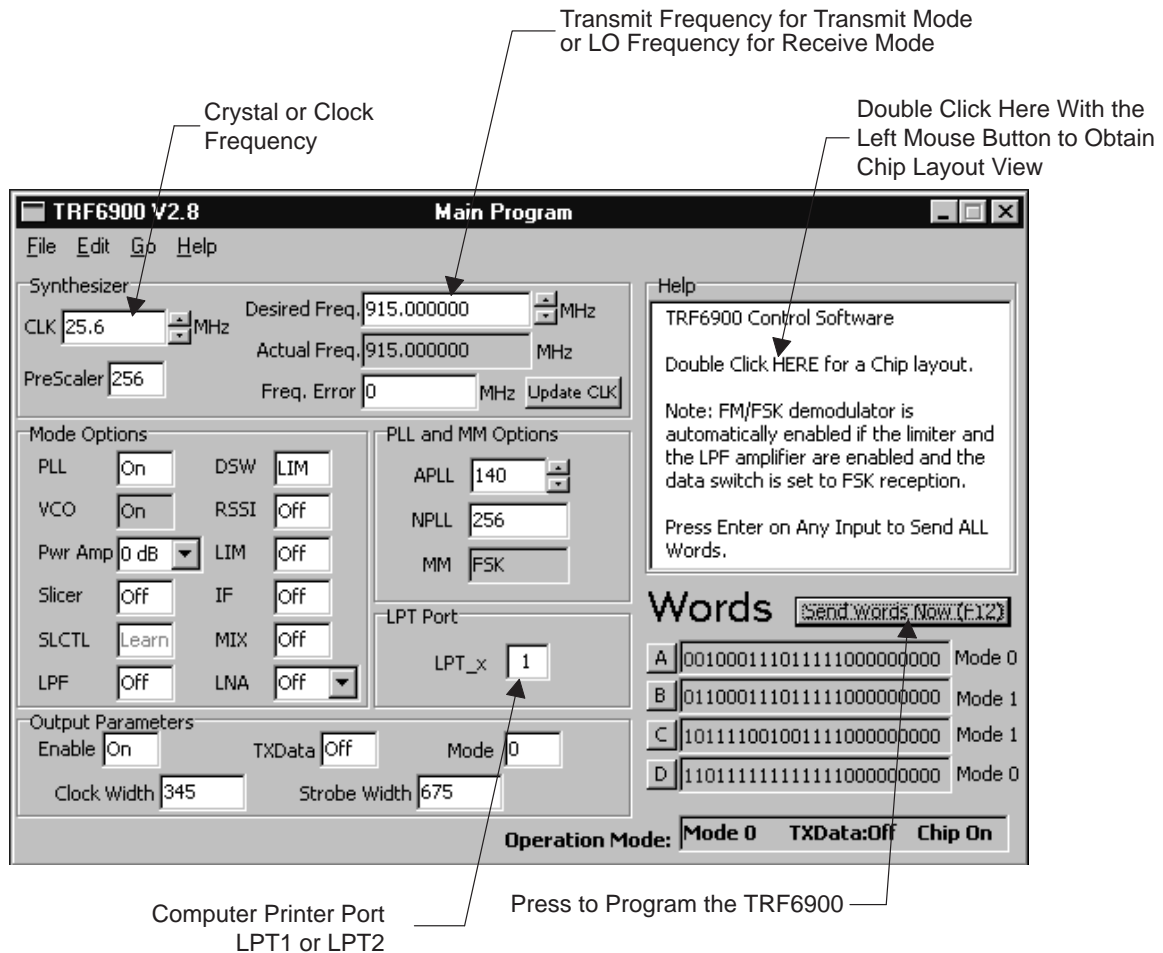 Transmit Frequency for Transmit Mode
or LO Frequency for Receive Mode
Crystal or Clock
Frequency
Double Click Here With the
Left Mouse Button to Obtain
Chip Layout View
TRF6900 V2.8 Main Program
File Edit Go Help
Synthesizer
CLK 25.6 MHz
PreScaler 256
Desired Freq. 915.000000 MHz
Actual Freq. 915.000000 MHz
Freq. Error 0 MHz Update CLK
Help
TRF6900 Control Software
Double Click HERE for a Chip layout.
Note: FM/FSK demodulator is
automatically enabled if the limiter and
the LPF amplifier are enabled and the
data switch is set to FSK reception.
Press Enter on Any Input to Send ALL
Words.
Mode Options
PLL On DSW LIM
VCO On RSSI Off
Pwr Amp 0 dB LIM Off
Slicer Off IF Off
SLCTL Learn MIX Off
LPF Off LNA Off
PLL and MM Options
APLL 140
NPLL 256
MM FSK
LPT Port
LPT_x 1
Words Send Words Now (F12)
A 001000111011111000000000 Mode 0
B 011000111011111000000000 Mode 1
C 101111001001111000000000 Mode 1
D 110111111111111000000000 Mode 0
Output Parameters
Enable On TXData Off Mode 0
Clock Width 345 Strobe Width 675
Operation Mode: Mode 0 TXData:Off Chip On
Computer Printer Port
LPT1 or LPT2
Press to Program the TRF6900